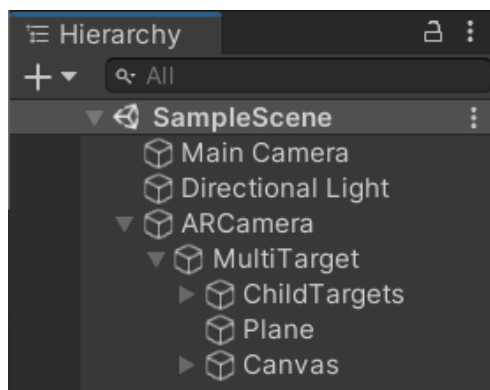 Hierarchy
All
SampleScene
Main Camera
Directional Light
ARCamera
MultiTarget
ChildTargets
Plane
Canvas